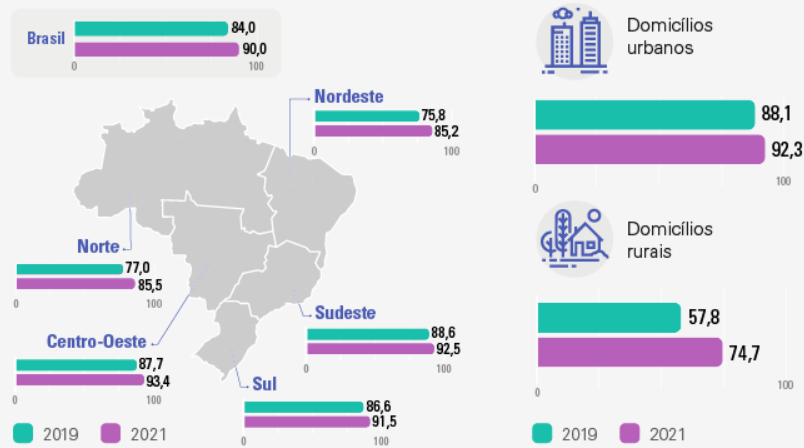 Brasil
84,0
90,0
0 100
Nordeste
75,8
85,2
0 100
Norte
77,0
85,5
0 100
Centro-Oeste
87,7
93,4
0 100
Sudeste
88,6
92,5
0 100
Sul
86,6
91,5
0 100
2019 2021
Domicílios
urbanos
88,1
92,3
0 100
Domicílios
rurais
57,8
74,7
0 100
2019 2021